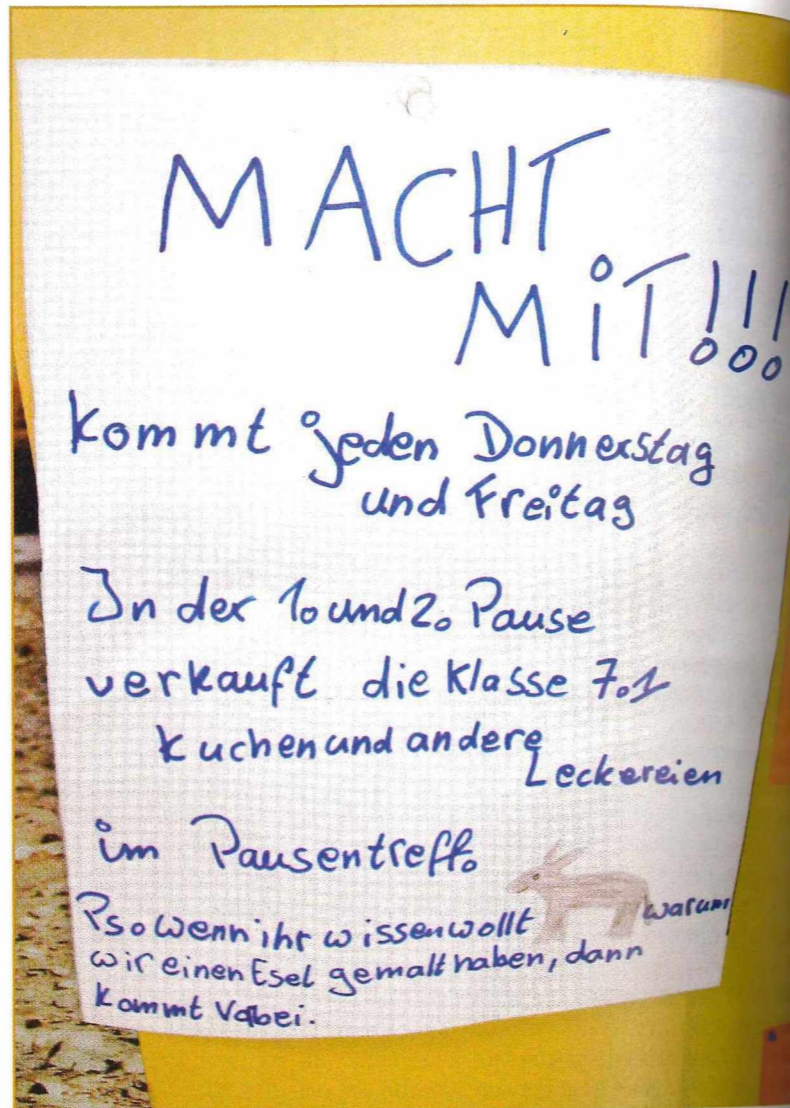 MACHT
MiT!!!
kommt jeden Donnerstag
und Freitag
In der 1. und 2. Pause
verkauft die Klasse 7.1
kuchen und andere
Leckereien
im Pausentreff.
Ps. wenn ihr wissen wollt warum
wir einen Esel gemalt haben, dann
kommt Vorbei.